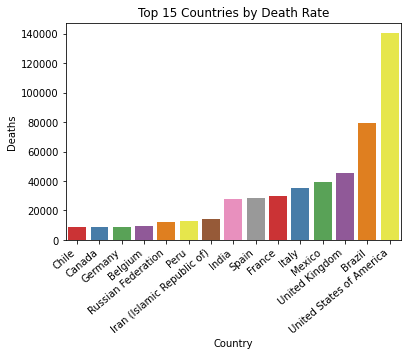 Top 15 Countries by Death Rate
140000
120000
100000
80000
60000
40000
20000
0
Deaths
Chile
Canada
Germany
Belgium
Russian Federation
Peru
Iran (Islamic Republic of)
India
Spain
France
Italy
Mexico
United Kingdom
Brazil
United States of America
Country